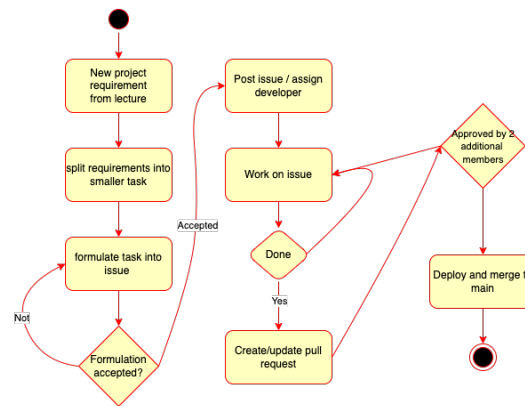 New project
requirement
from lecture
split requirements into
smaller task
formulate task into
issue
Not
Formulation
accepted?
Accepted
Post issue / assign
developer
Work on issue
Done
Yes
Create/update pull
request
Approved by 2
additional
members
Deploy and merge
main